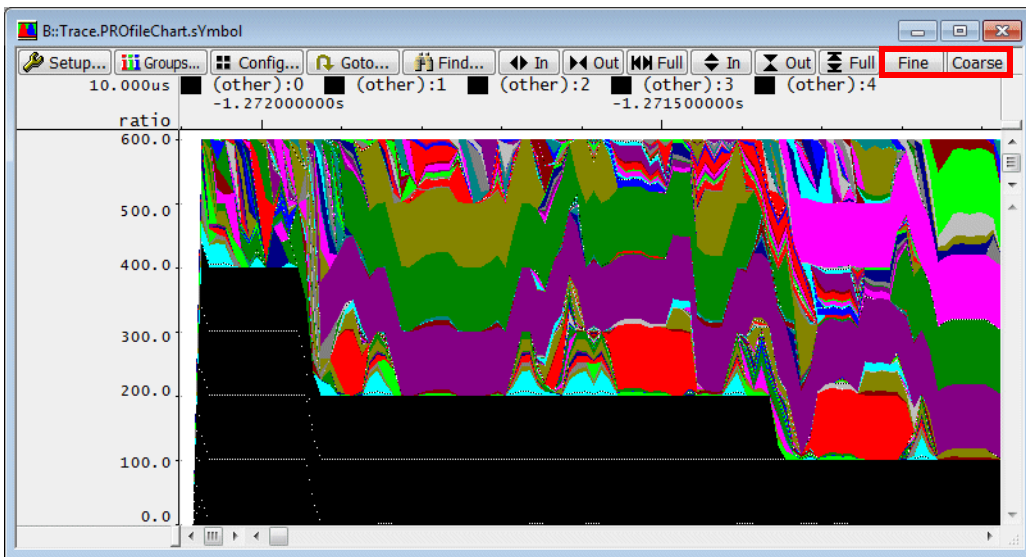 B::Trace.PROfileChart.sYmbol
Setup... Groups... Config... Goto... Find... In Out Full In Out Full Fine Coarse
10.000us (other):0 (other):1 (other):2 (other):3 (other):4
-1.272000000s -1.271500000s
ratio
600.0
500.0
400.0
300.0
200.0
100.0
0.0